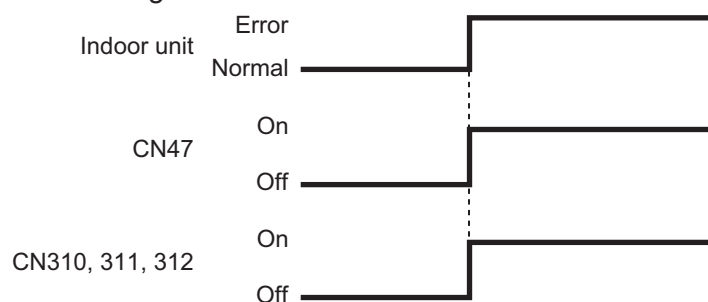 Error
Indoor unit
Normal
On
CN47
Off
On
CN310, 311, 312
Off